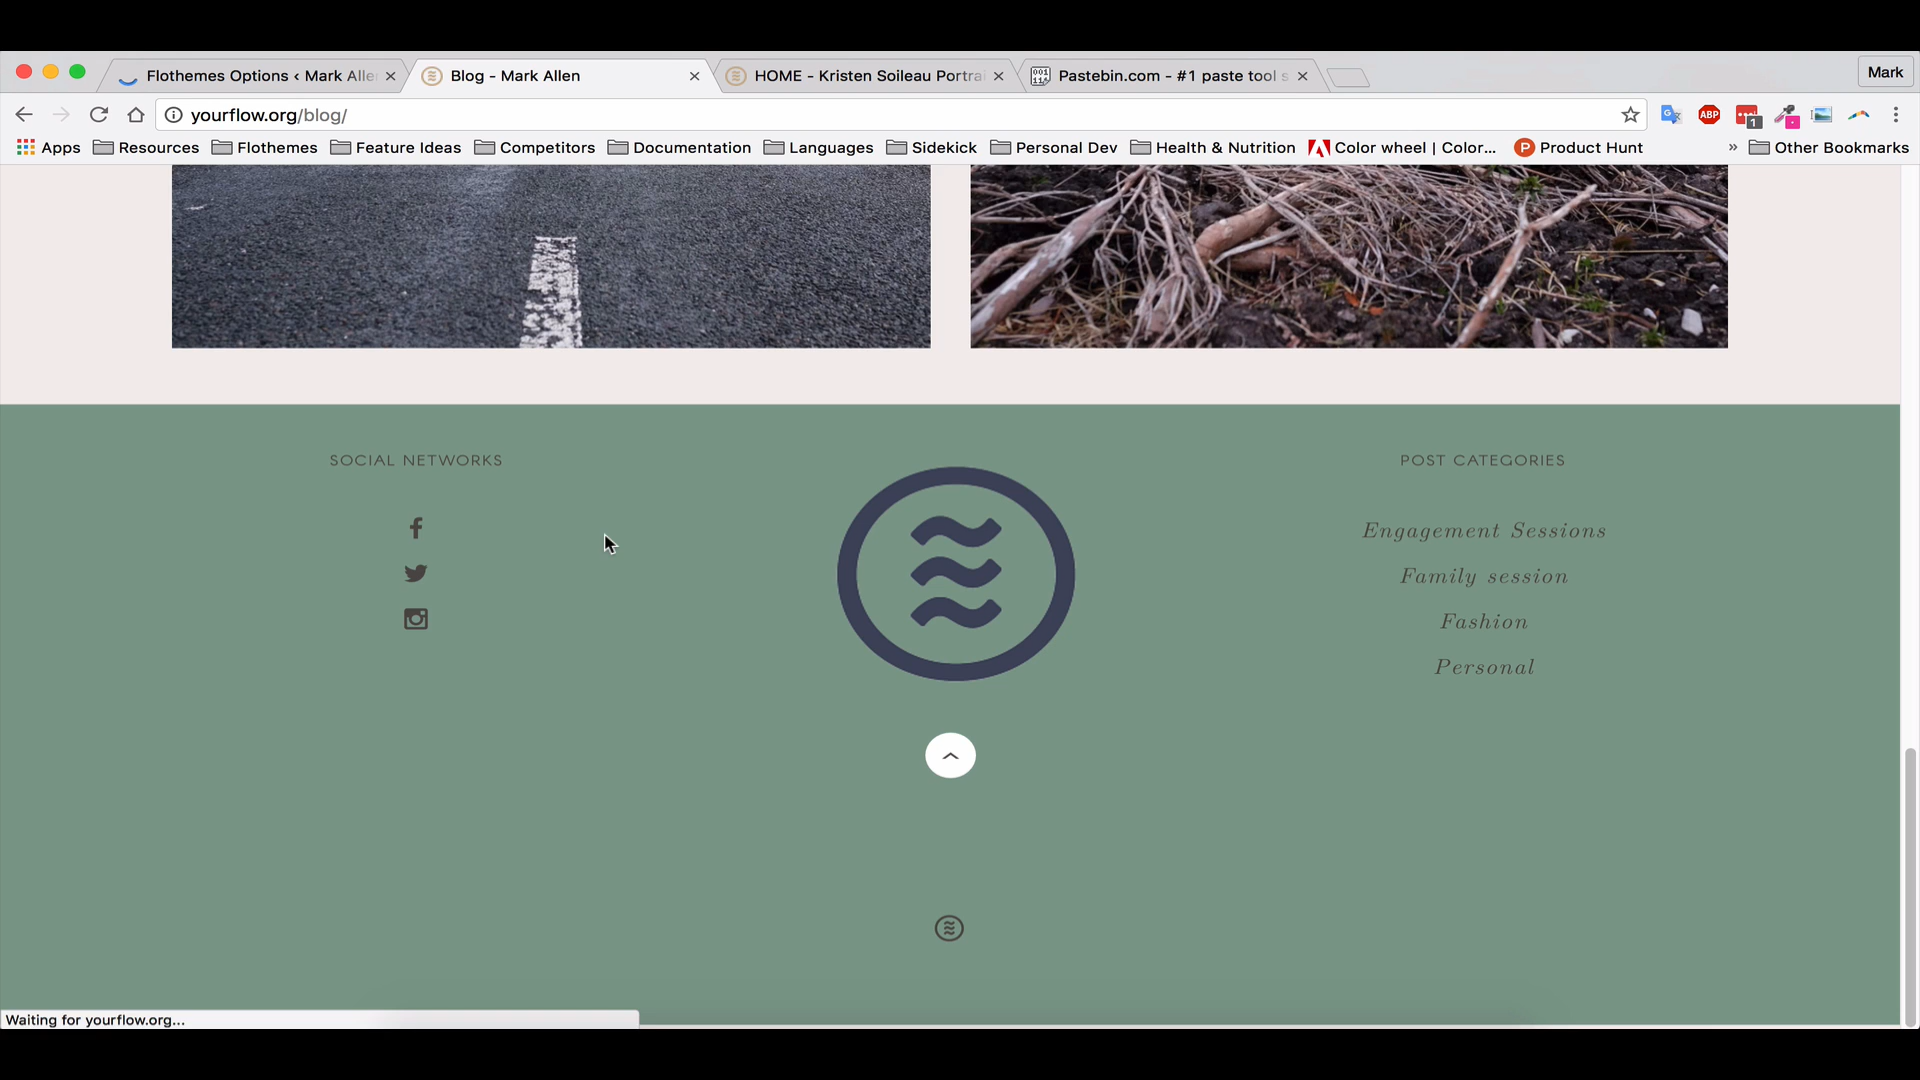 Flothemes Options ‹ Mark Alle
Blog - Mark Allen
HOME - Kristen Soileau Portra
Pastebin.com - #1 paste tool s
Mark
yourflow.org/blog/
ABP
1
Apps
Resources
Flothemes
Feature Ideas
Competitors
Documentation
Languages
Sidekick
Personal Dev
Health & Nutrition
Color wheel | Color...
Product Hunt
»
Other Bookmarks
SOCIAL NETWORKS
POST CATEGORIES
Engagement Sessions
Family session
Fashion
Personal
Waiting for yourflow.org...